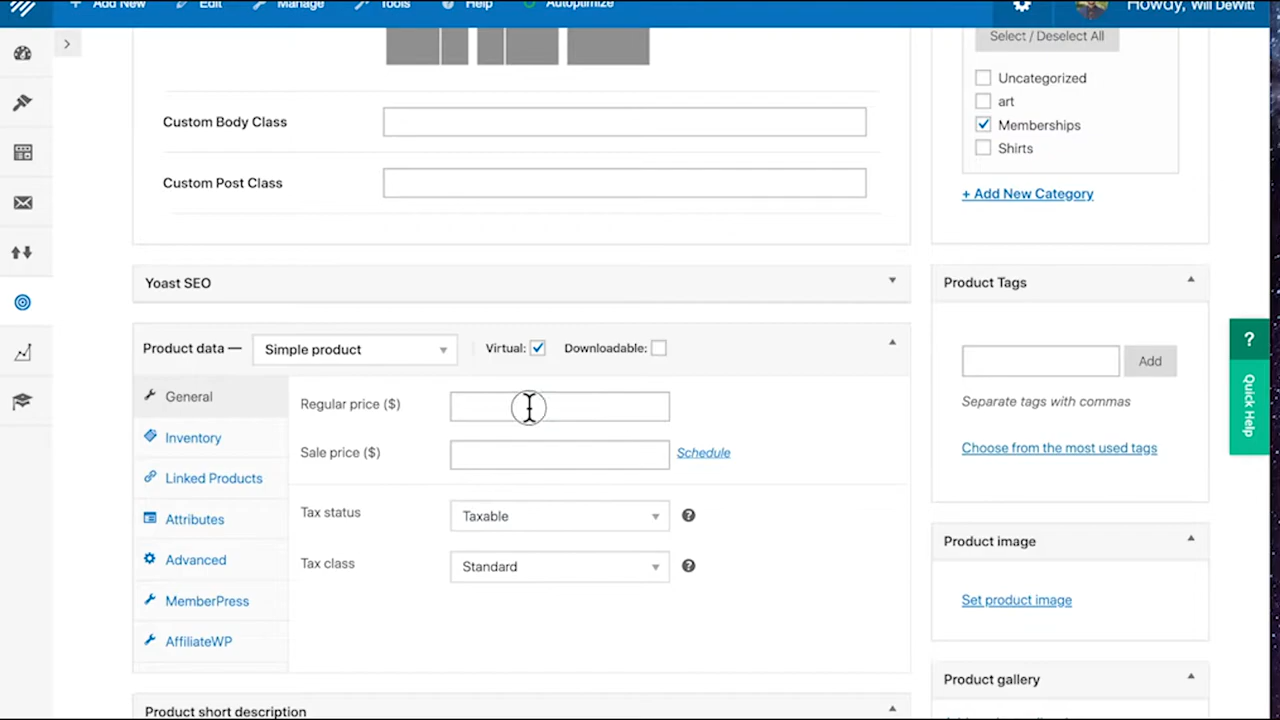 Add New Edit Manage Tools Help Autoptimize Howdy, Will DeWitt
Select / Deselect All
Uncategorized
art
Memberships
Shirts
+ Add New Category
Custom Body Class
Custom Post Class
Yoast SEO
Product data — Simple product Virtual: Downloadable:
General
Inventory
Linked Products
Attributes
Advanced
MemberPress
AffiliateWP
Regular price ($)
Sale price ($) Schedule
Tax status Taxable ?
Tax class Standard ?
Product short description
Product Tags
Add
Separate tags with commas
Choose from the most used tags
Product image
Set product image
Product gallery
? Quick Help